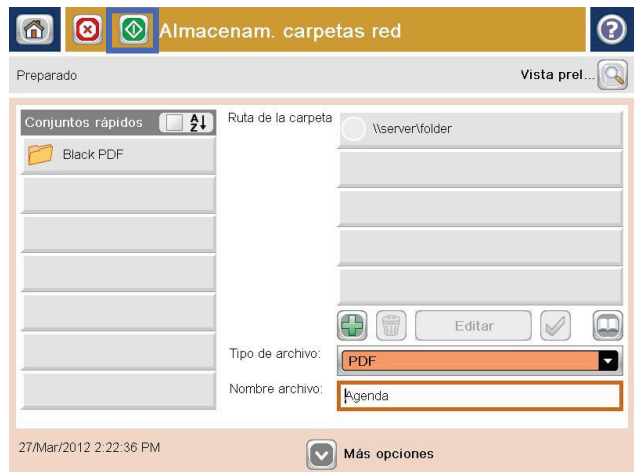 Almacenam. carpetas red
Preparado
Vista prel...
Conjuntos rápidos
Black PDF
Ruta de la carpeta
\\server\folder
Editar
Tipo de archivo:
PDF
Nombre archivo:
Agenda
27/Mar/2012 2:22:36 PM
Más opciones